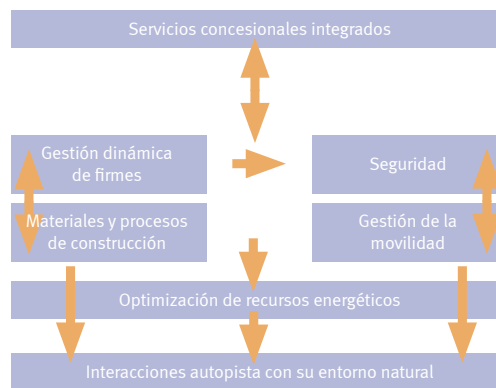 Servicios concesionales integrados
Gestión dinámica
de firmes
Seguridad
Materiales y procesos
de construcción
Gestión de la
movilidad
Optimización de recursos energéticos
Interacciones autopista con su entorno natural